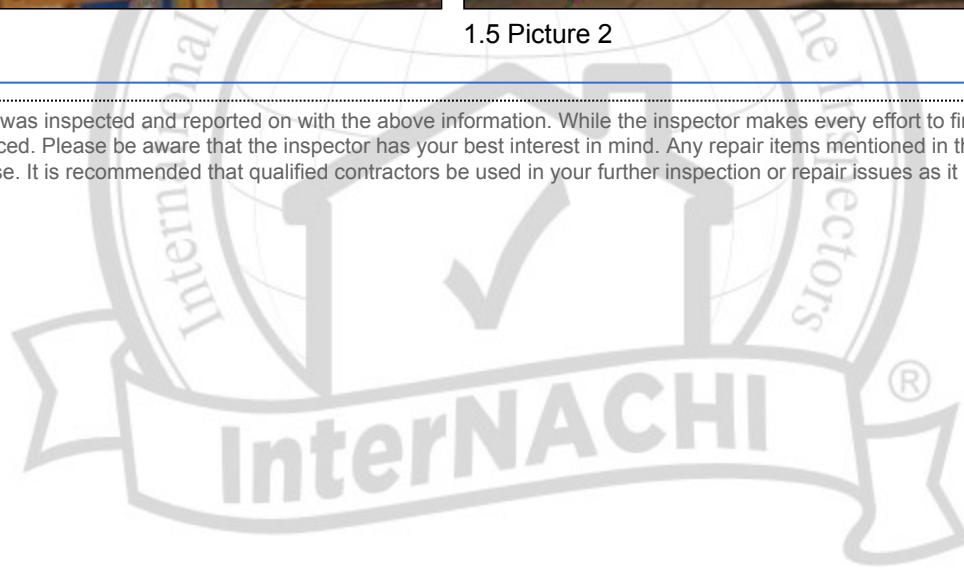 1.5 Picture 2
was inspected and reported on with the above information. While the inspector makes every effort to
ced. Please be aware that the inspector has your best interest in mind. Any repair items mentioned in
se. It is recommended that qualified contractors be used in your further inspection or repair issues as it
International
me Inspectors
InterNACHI
®